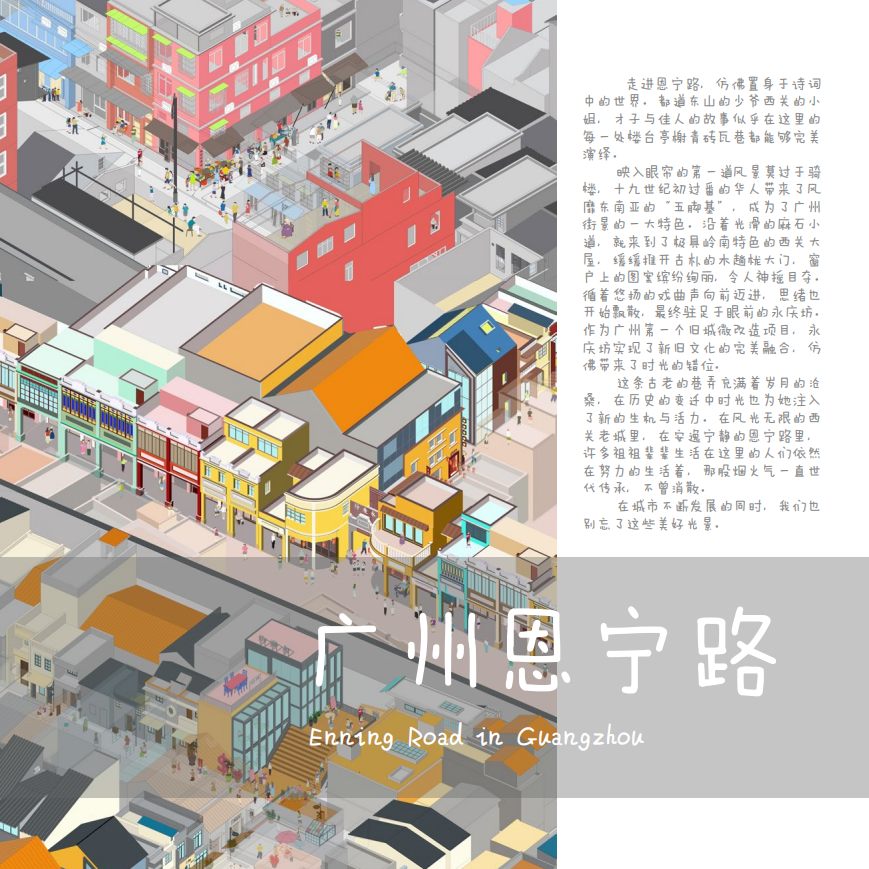 走进恩宁路，仿佛置身于诗词
中的世界。都道东山的少爷西关的小
姐，才子与佳人的故事似乎在这里的
每一处楼台亭榭青砖瓦巷都能够完美
演绎。
映入眼帘的第一道风景莫过于骑
楼，十九世纪初过番的华人带来了风
靡东南亚的“五脚基”，成为了广州
街景的一大特色。沿着光滑的麻石小
道，就来到了极具岭南特色的西关大
屋，缓缓推开古朴的木趟栊大门，窗
户上的图案缤纷绚丽，令人神摇目夺。
循着悠扬的戏曲声向前迈进，思绪也
开始飘散，最终驻足于眼前的永庆坊。
作为广州第一个旧城微改造项目，永
庆坊实现了新旧文化的完美融合，仿
佛带来了时光的错位。
这条古老的巷弄充满着岁月的沧
桑，在历史的变迁中时光也为她注入
了新的生机与活力。在风光无限的西
关老城里，在安逸宁静的恩宁路里，
许多祖祖辈辈生活在这里的人们依然
在努力的生活着，那股烟火气一直世
代传承，不曾消散。
在城市不断发展的同时，我们也
别忘了这些美好光景。
广州恩宁路
Enning Road in Guangzhou